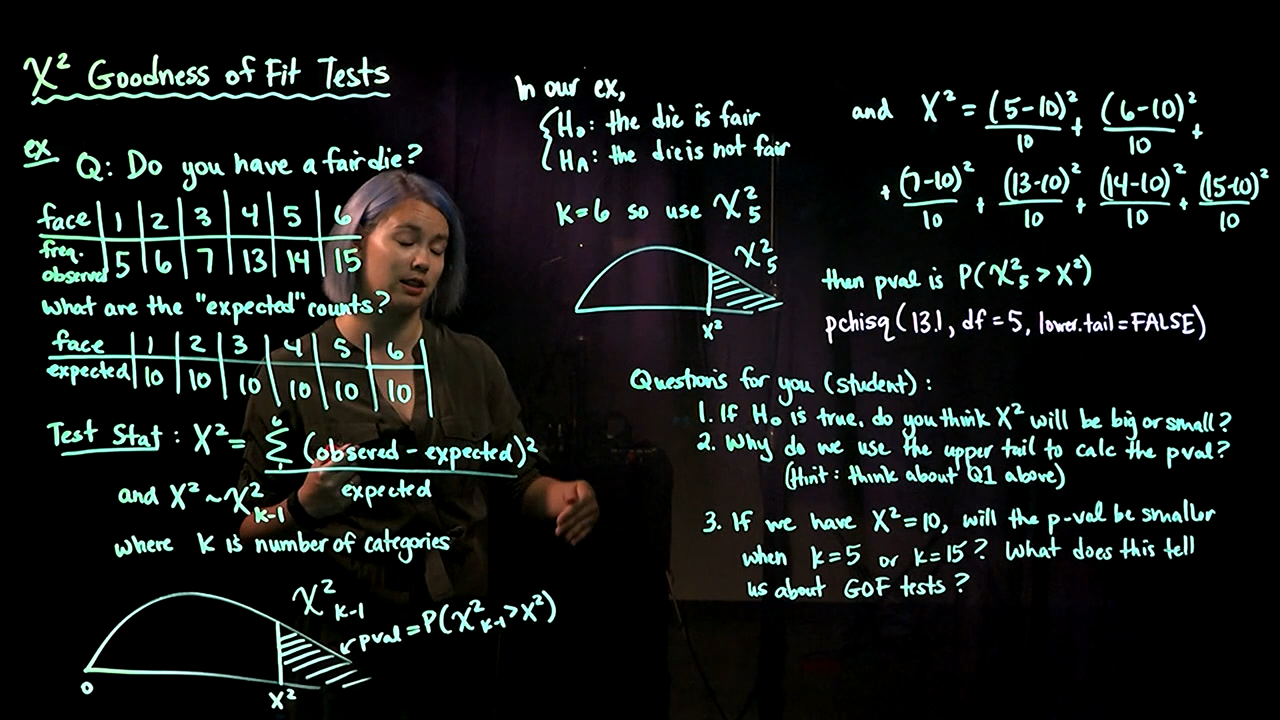 X² Goodness of Fit Tests
ex Q: Do you have a fair die?
face 1 2 3 4 5 6
freq. observed 5 6 7 13 14 15
What are the "expected" counts?
face 1 2 3 4 5 6
expected 10 10 10 10 10 10
Test Stat : X² = 6 Σ (observed - expected)²
expected
and X² ~ χ²k-1
where K is number of categories
χ²k-1
pval = P(χ²k-1 > X²)
0 X²
In our ex,
{H₀: the die is fair
{HA: the die is not fair
K=6 so use χ²5
χ²5
X²
and X² = (5-10)²/10 + (6-10)²/10 +
+ (7-10)²/10 + (13-10)²/10 + (14-10)²/10 + (15-10)²/10
then pval is P(χ²5 > X²)
pchisq(13.1, df = 5, lower.tail = FALSE)
Questions for you (student) :
1. If H₀ is true, do you think X² will be big or small?
2. Why do we use the upper tail to calc the pval?
(Hint : think about Q1 above)
3. If we have X² = 10, will the p-val be smaller
when k=5 or k=15? What does this tell
us about GOF tests?